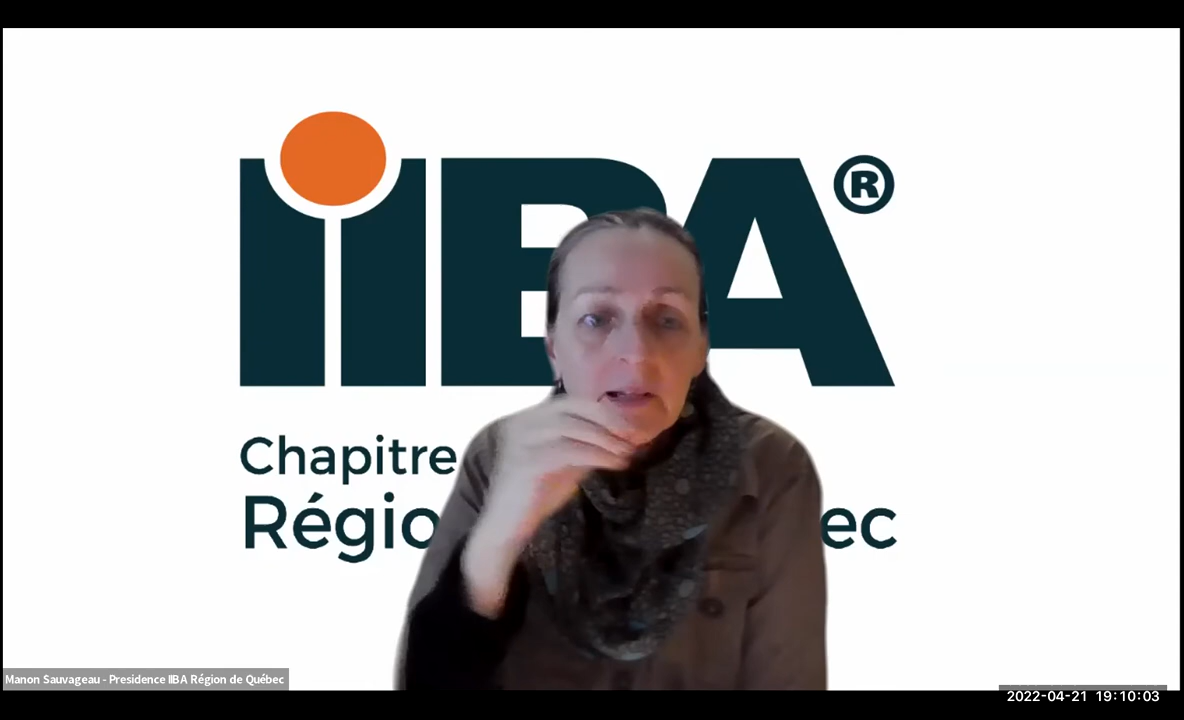 IIBA®
Chapitre
Régio ec
Manon Sauvageau - Presidence IIBA Région de Québec
2022-04-21 19:10:03